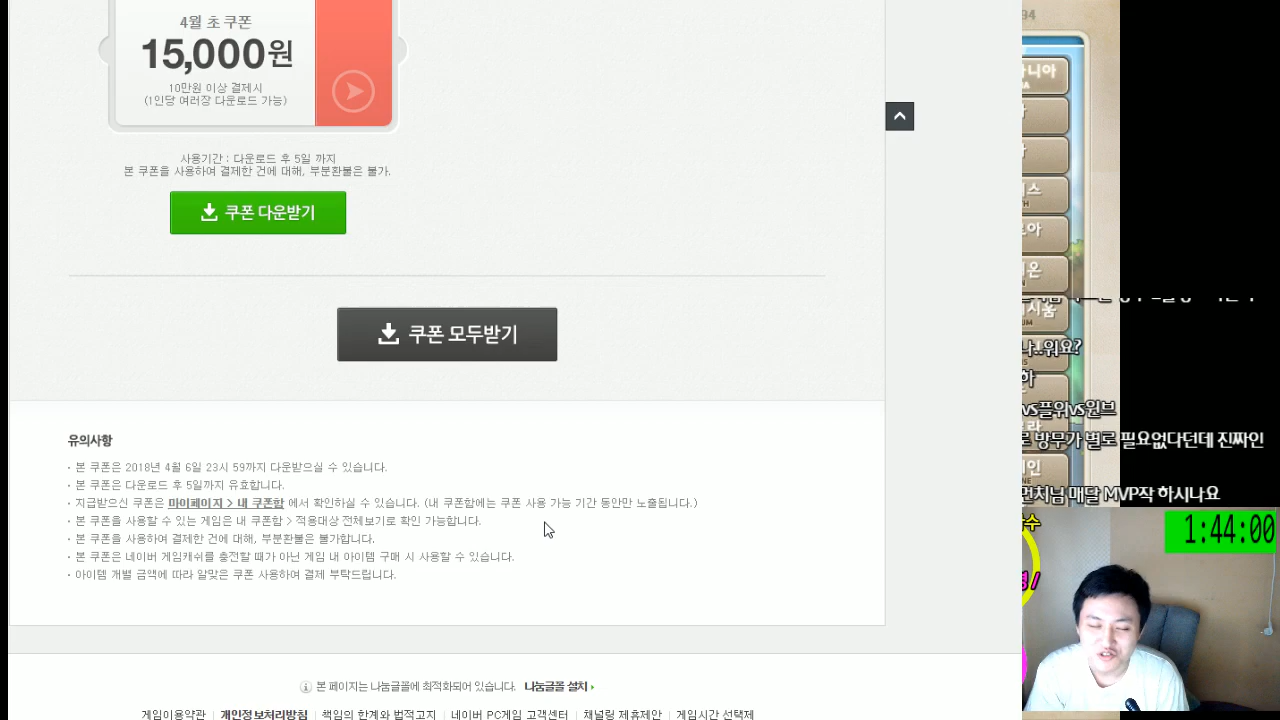 4월 초 쿠폰
15,000원
10만원 이상 결제시
(1인당 여러장 다운로드 가능)
사용기간 : 다운로드 후 5일 까지
본 쿠폰을 사용하여 결제한 건에 대해, 부분환불은 불가.
쿠폰 다운받기
쿠폰 모두받기
유의사항
· 본 쿠폰은 2018년 4월 6일 23시 59까지 다운받으실 수 있습니다.
· 본 쿠폰은 다운로드 후 5일까지 유효합니다.
· 지급받으신 쿠폰은 마이페이지 > 내 쿠폰함 에서 확인하실 수 있습니다. (내 쿠폰함에는 쿠폰 사용 가능 기간 동안만 노출됩니다.)
· 본 쿠폰을 사용할 수 있는 게임은 내 쿠폰함 > 적용대상 전체보기로 확인 가능합니다.
· 본 쿠폰을 사용하여 결제한 건에 대해, 부분환불은 불가합니다.
· 본 쿠폰은 네이버 게임캐쉬를 충전할 때가 아닌 게임 내 아이템 구매 시 사용할 수 있습니다.
· 아이템 개별 금액에 따라 알맞은 쿠폰 사용하여 결제 부탁드립니다.
본 페이지는 나눔글꼴에 최적화되어 있습니다. 나눔글꼴 설치
게임이용약관 | 개인정보처리방침 | 책임의 한계와 법적고지 | 네이버 PC게임 고객센터 | 채널링 제휴제안 | 게임시간 선택제
94
니아
스
아
온
시움
나..워요?
하
vs플위vs윈브
방무가 별로 필요없다던데 진짜인
인
먼치님 매달 MVP작 하시나요
수
1:44:00